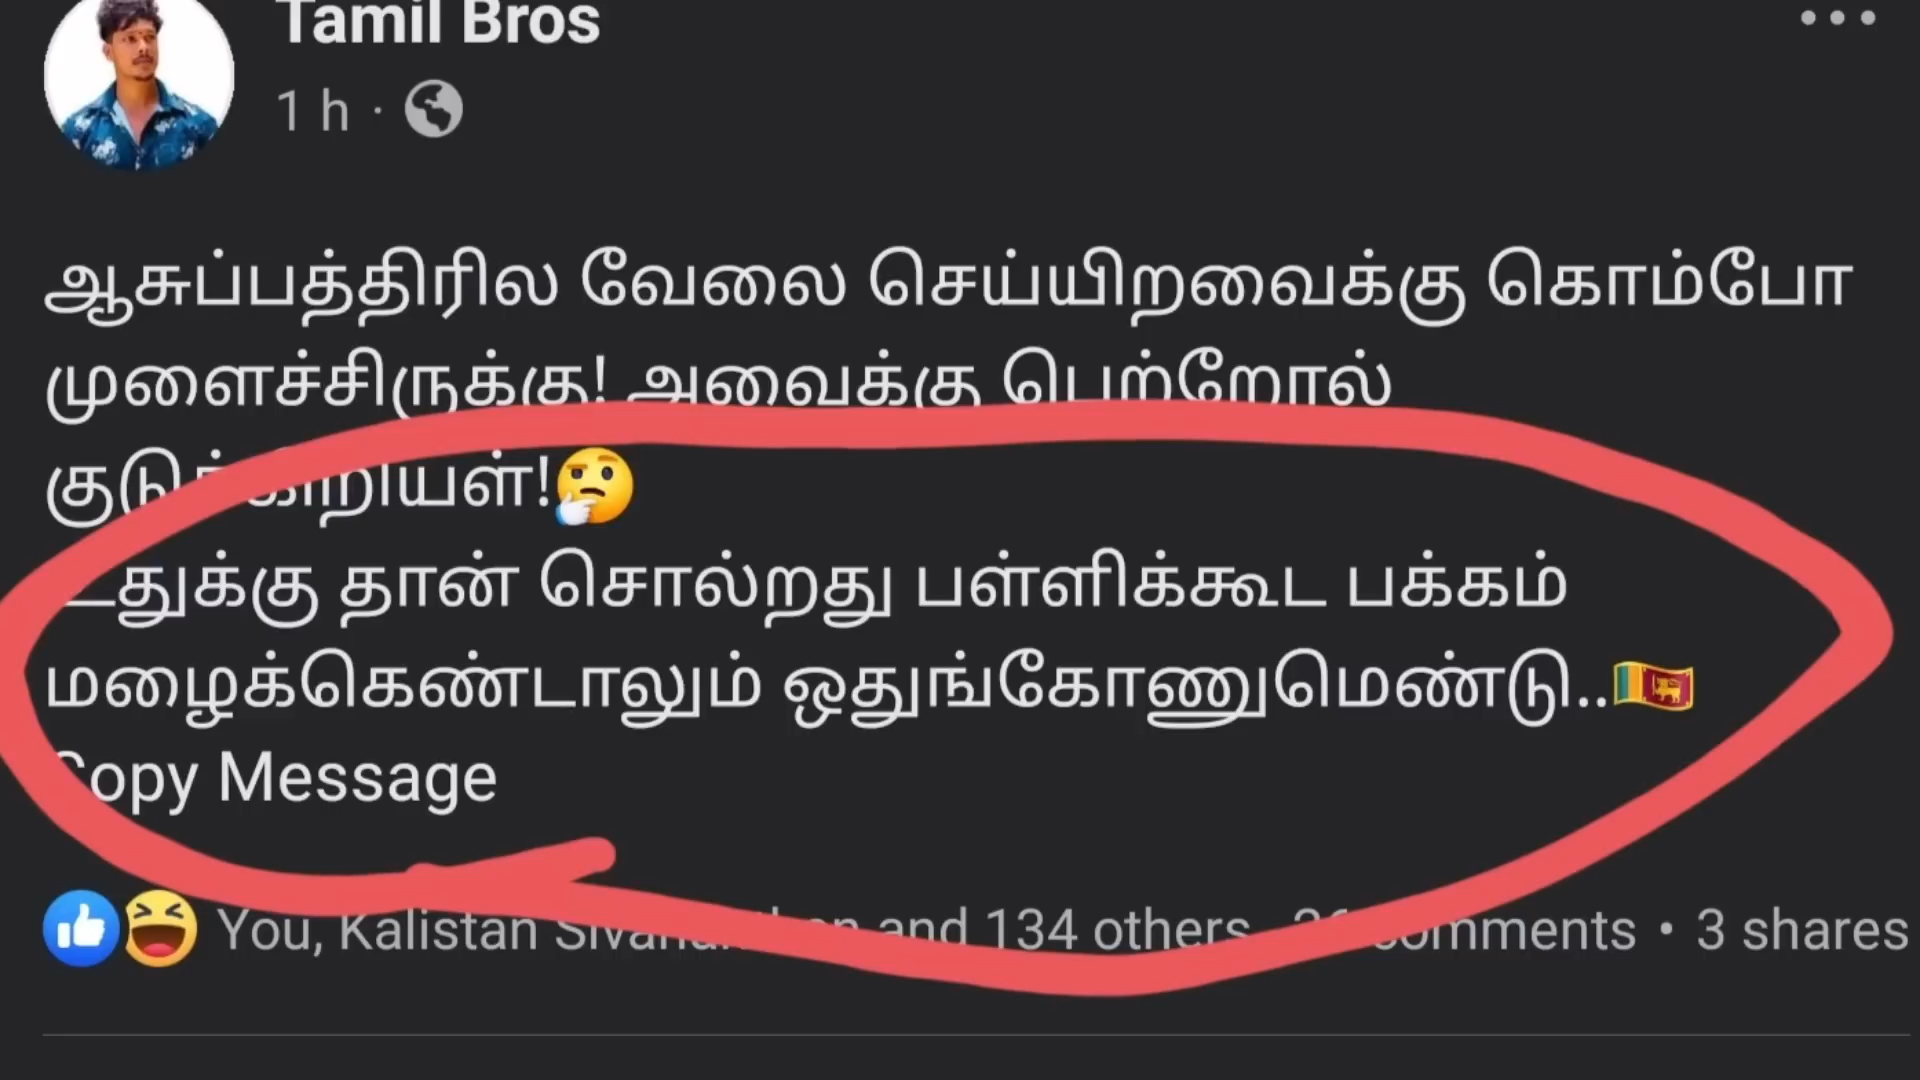 Tamil Bros
1 h ·
ஆசுப்பத்திரில வேலை செய்யிறவைக்கு கொம்போ
முளைச்சிருக்கு! அவைக்கு பெற்றோல்
குடுக்கிறியள்!🤔
தான் சொல்றது பள்ளிக்கூட பக்கம்
மழைக்கெண்டாலும் ஒதுங்கோணுமெண்டு..🇱🇰
Copy Message
You, Kalistan and 134 others comments • 3 shares